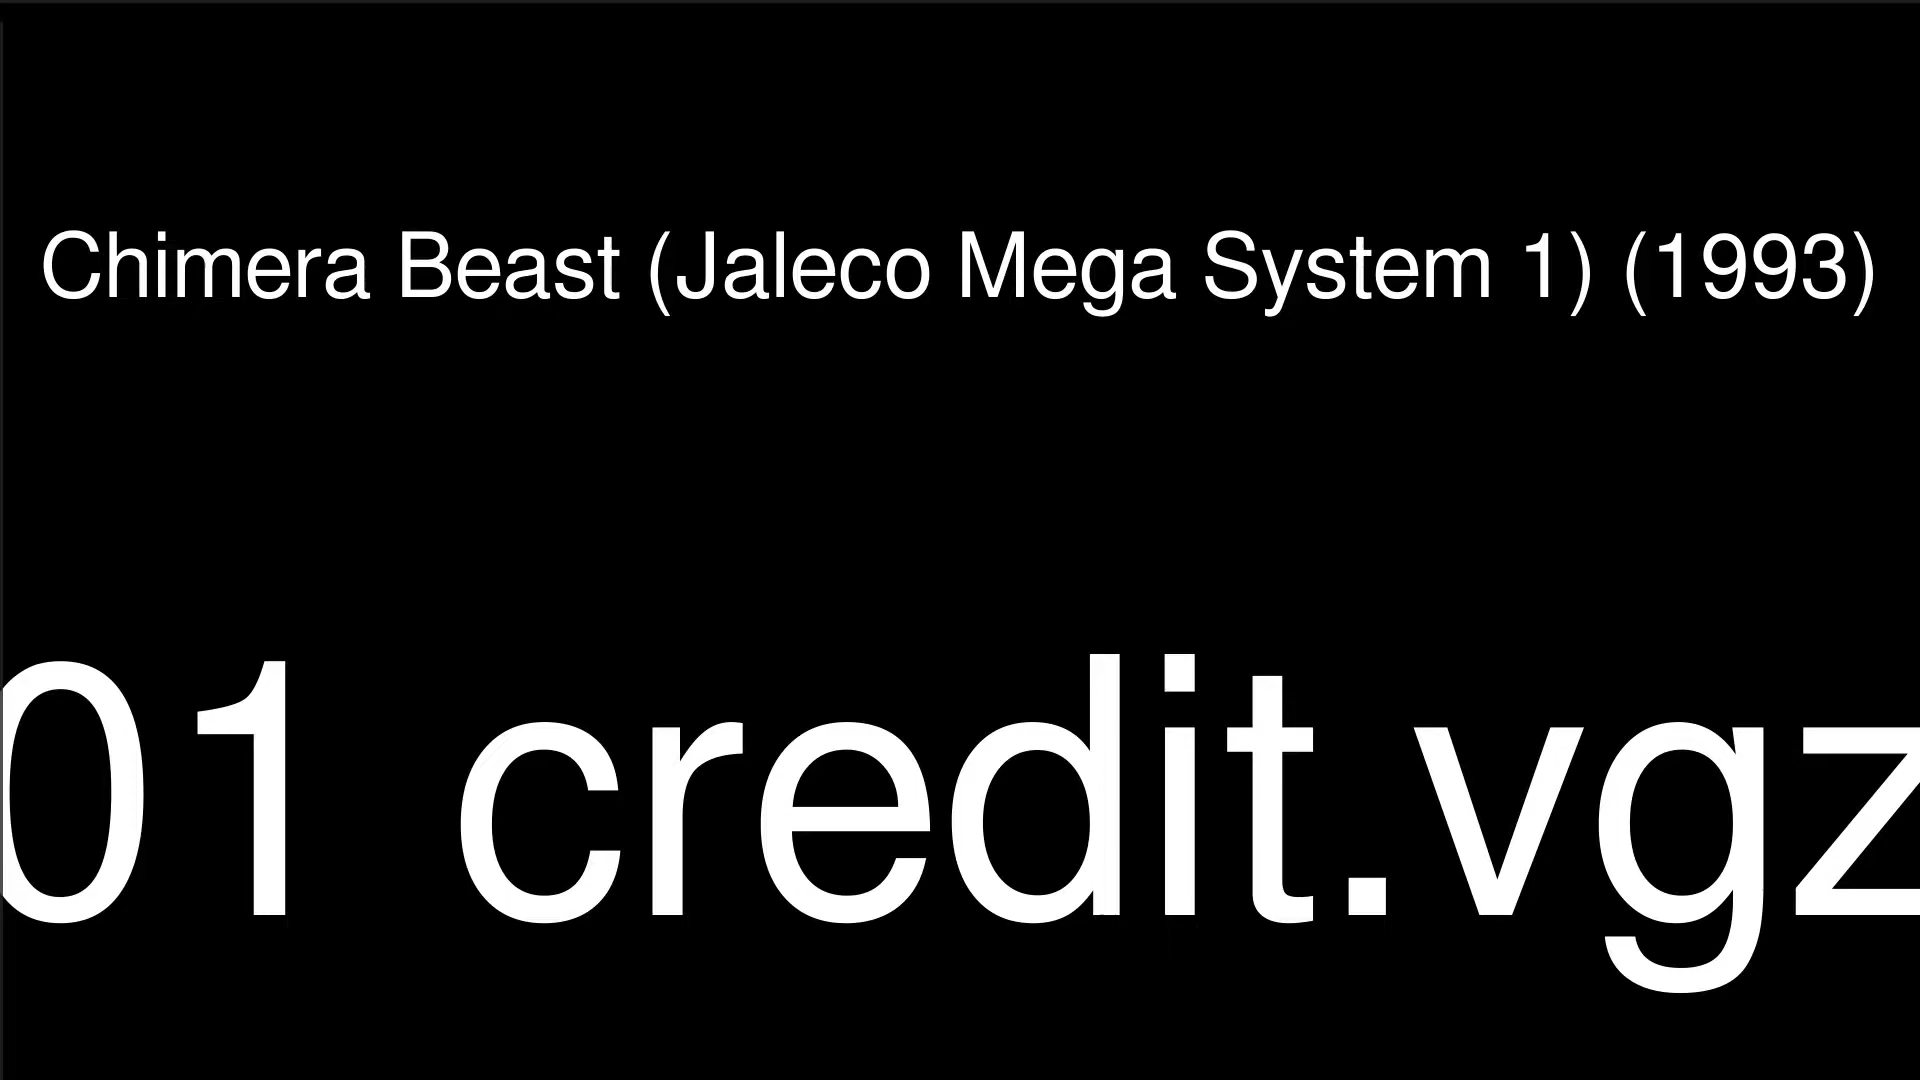 Chimera Beast (Jaleco Mega System 1) (1993)
01 credit.vgz